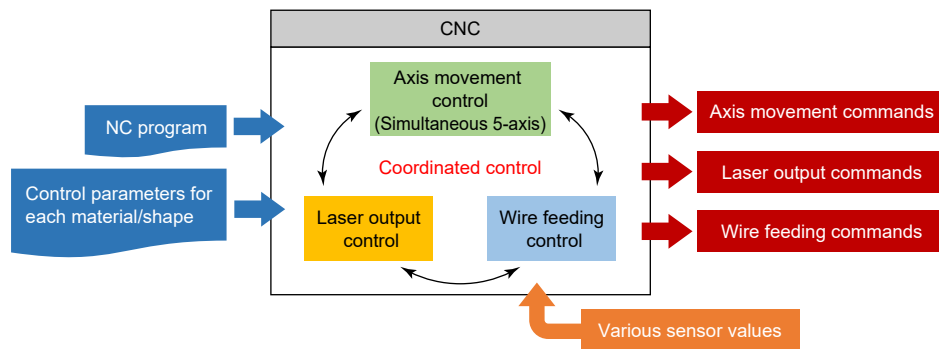 CNC
Axis movement
control
(Simultaneous 5-axis)
NC program
Axis movement commands
Coordinated control
Laser output commands
Control parameters for
each material/shape
Laser output
control
Wire feeding
control
Wire feeding commands
Various sensor values